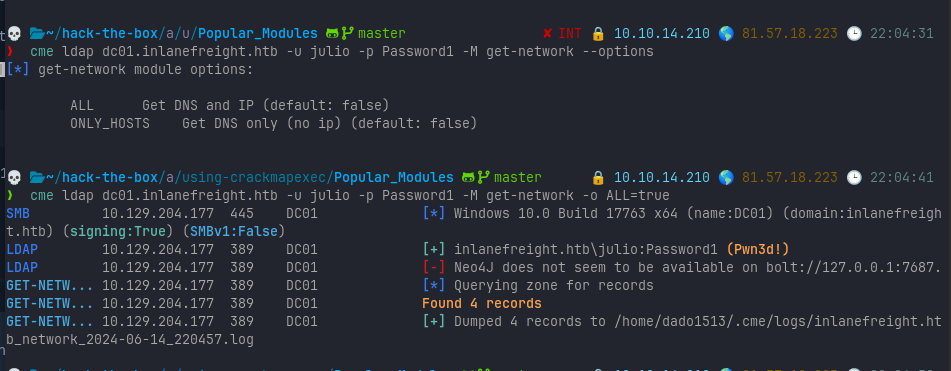 ~/hack-the-box/a/u/Popular_Modules master ✘ INT 10.10.14.210 81.57.18.223 22:04:31
❯ cme ldap dc01.inlanefreight.htb -u julio -p Password1 -M get-network --options
[*] get-network module options:
ALL Get DNS and IP (default: false)
ONLY_HOSTS Get DNS only (no ip) (default: false)
~/hack-the-box/a/using-crackmapexec/Popular_Modules master 10.10.14.210 81.57.18.223 22:04:41
❯ cme ldap dc01.inlanefreight.htb -u julio -p Password1 -M get-network -o ALL=true
SMB 10.129.204.177 445 DC01 [*] Windows 10.0 Build 17763 x64 (name:DC01) (domain:inlanefreigh
t.htb) (signing:True) (SMBv1:False)
LDAP 10.129.204.177 389 DC01 [+] inlanefreight.htb\julio:Password1 (Pwn3d!)
LDAP 10.129.204.177 389 DC01 [-] Neo4J does not seem to be available on bolt://127.0.0.1:7687.
GET-NETW... 10.129.204.177 389 DC01 [*] Querying zone for records
GET-NETW... 10.129.204.177 389 DC01 Found 4 records
GET-NETW... 10.129.204.177 389 DC01 [+] Dumped 4 records to /home/dado1513/.cme/logs/inlanefreight.ht
b_network_2024-06-14_220457.log